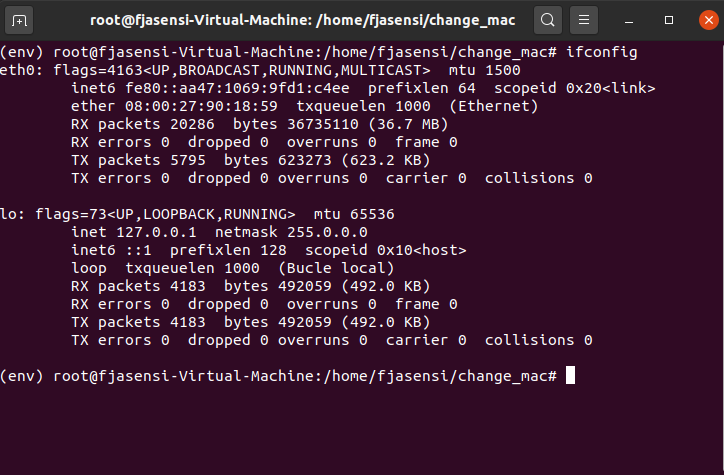 root@fjasensi-Virtual-Machine: /home/fjasensi/change_mac
(env) root@fjasensi-Virtual-Machine:/home/fjasensi/change_mac# ifconfig
eth0: flags=4163<UP,BROADCAST,RUNNING,MULTICAST>  mtu 1500
        inet6 fe80::aa47:1069:9fd1:c4ee  prefixlen 64  scopeid 0x20<link>
        ether 08:00:27:90:18:59  txqueuelen 1000  (Ethernet)
        RX packets 20286  bytes 36735110 (36.7 MB)
        RX errors 0  dropped 0  overruns 0  frame 0
        TX packets 5795  bytes 623273 (623.2 KB)
        TX errors 0  dropped 0 overruns 0  carrier 0  collisions 0

lo: flags=73<UP,LOOPBACK,RUNNING>  mtu 65536
        inet 127.0.0.1  netmask 255.0.0.0
        inet6 ::1  prefixlen 128  scopeid 0x10<host>
        loop  txqueuelen 1000  (Bucle local)
        RX packets 4183  bytes 492059 (492.0 KB)
        RX errors 0  dropped 0  overruns 0  frame 0
        TX packets 4183  bytes 492059 (492.0 KB)
        TX errors 0  dropped 0 overruns 0  carrier 0  collisions 0

(env) root@fjasensi-Virtual-Machine:/home/fjasensi/change_mac#